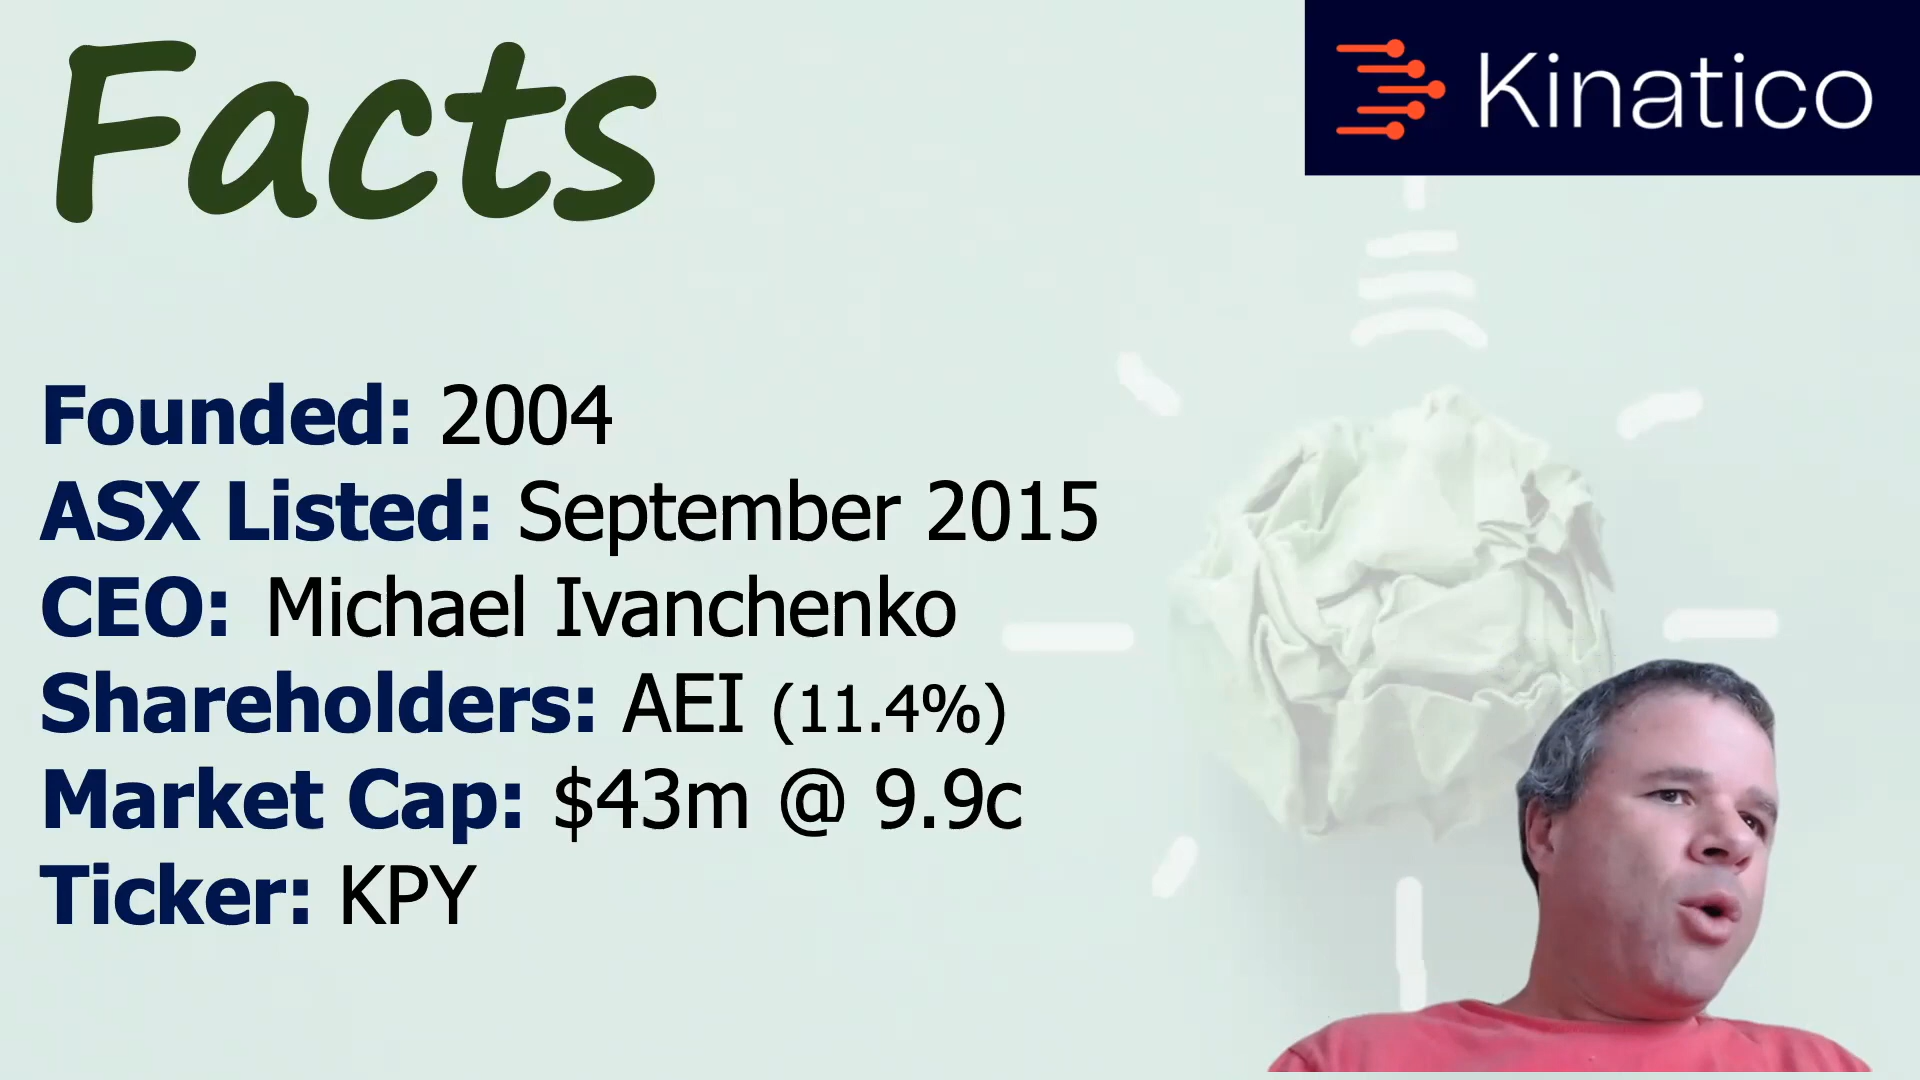 Facts
Kinatico
Founded: 2004
ASX Listed: September 2015
CEO: Michael Ivanchenko
Shareholders: AEI (11.4%)
Market Cap: $43m @ 9.9c
Ticker: KPY